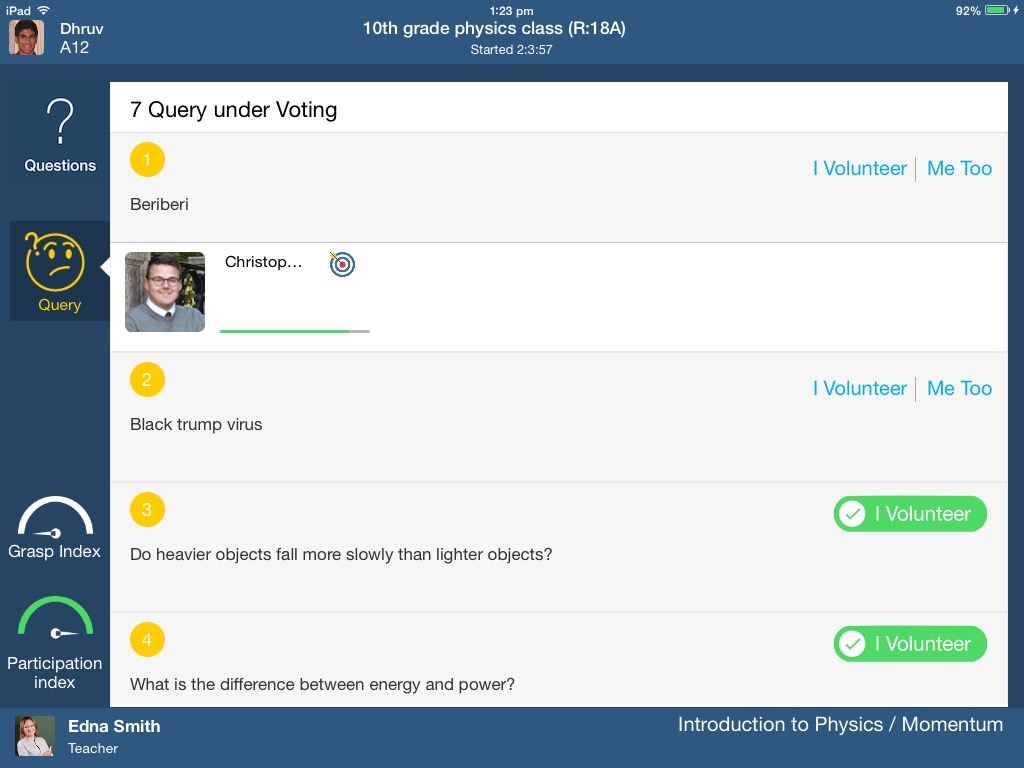 iPad 1:23 pm 92%
Dhruv
A12
10th grade physics class (R:18A)
Started 2:3:57
?
Questions
Query
Grasp Index
Participation
index
7 Query under Voting
1
I Volunteer Me Too
Beriberi
Christop...
2
I Volunteer Me Too
Black trump virus
3
I Volunteer
Do heavier objects fall more slowly than lighter objects?
4
I Volunteer
What is the difference between energy and power?
Edna Smith
Teacher
Introduction to Physics / Momentum